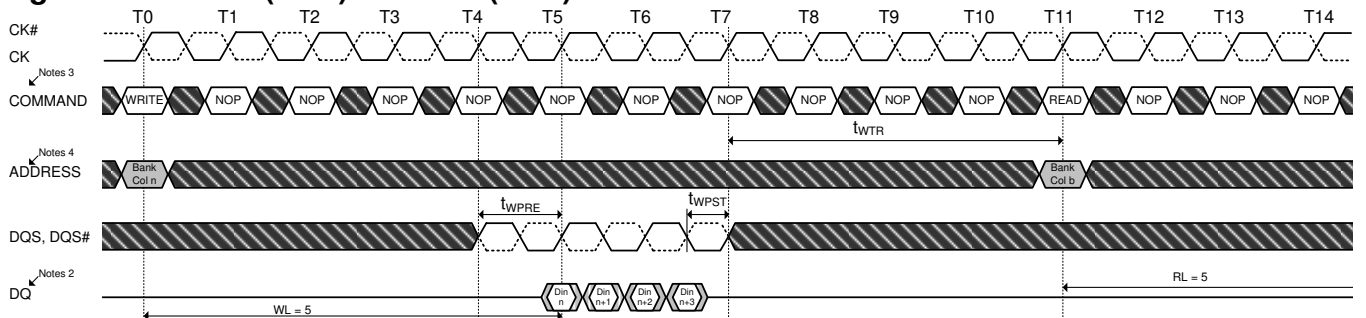 T0 T1 T2 T3 T4 T5 T6 T7 T8 T9 T10 T11 T12 T13 T14
CK#
CK
Notes 3
COMMAND
WRITE NOP NOP NOP NOP NOP NOP NOP NOP NOP NOP READ NOP NOP NOP
tWTR
Notes 4
ADDRESS
Bank
Col n
Bank
Col b
tWPRE
tWPST
DQS, DQS#
Notes 2
DQ
Din
n
Din
n+1
Din
n+2
Din
n+3
RL = 5
WL = 5